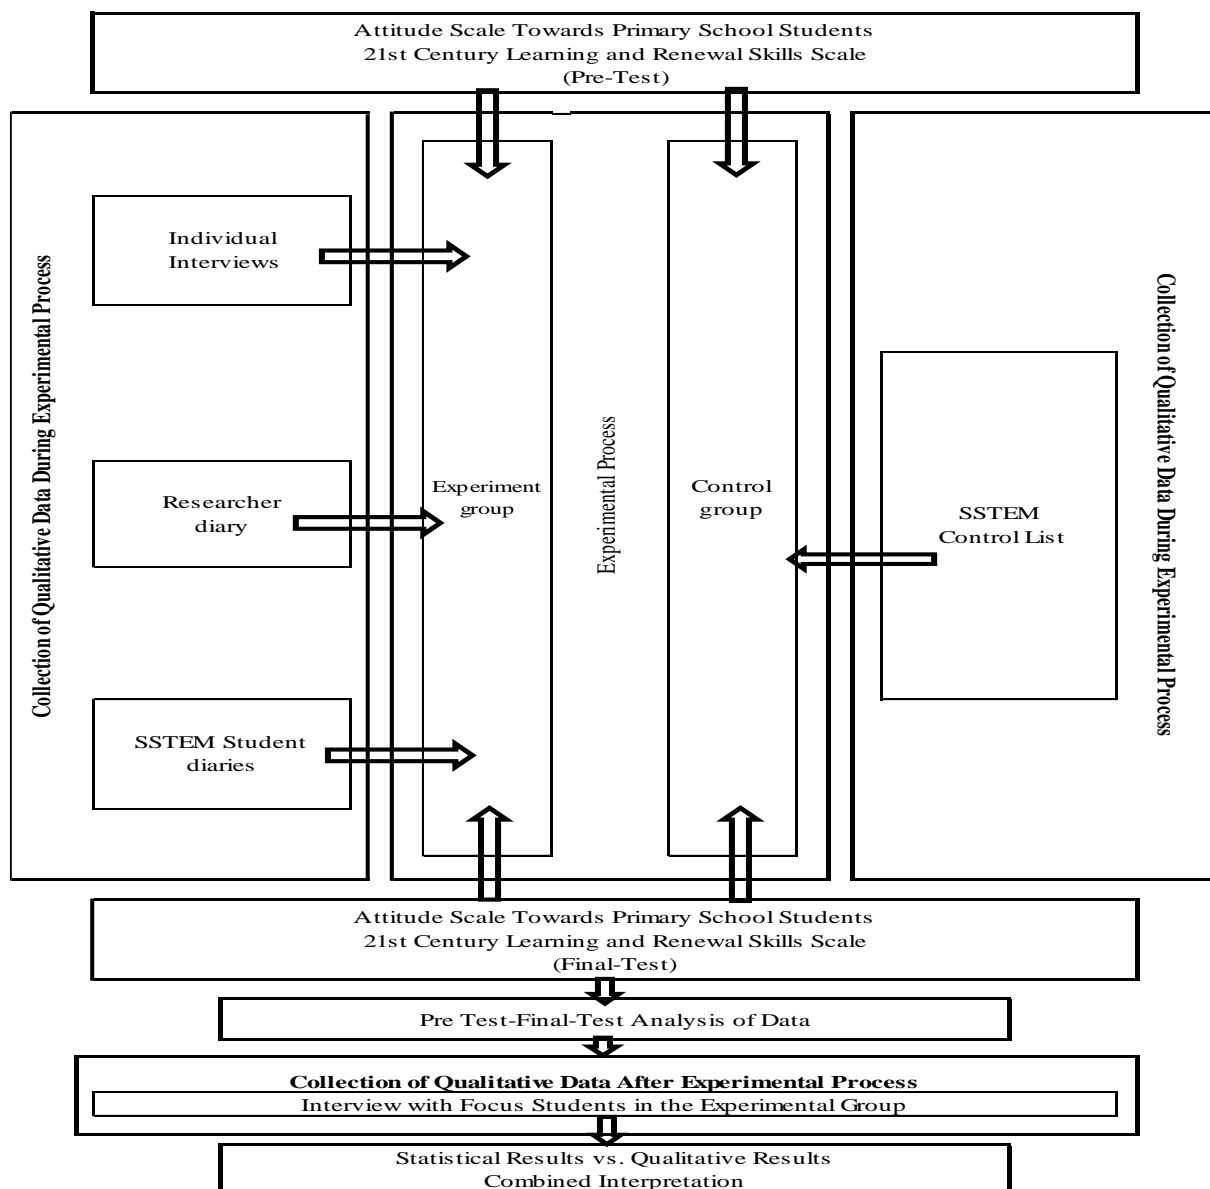 Attitude Scale Towards Primary School Students
21st Century Learning and Renewal Skills Scale
(Pre-Test)
Collection of Qualitative Data During Experimental Process
Individual
Interviews
Researcher
diary
SSTEM Student
diaries
Experiment
group
Experimental Process
Control
group
SSTEM
Control List
Collection of Qualitative Data During Experimental Process
Attitude Scale Towards Primary School Students
21st Century Learning and Renewal Skills Scale
(Final-Test)
Pre Test-Final-Test Analysis of Data
Collection of Qualitative Data After Experimental Process
Interview with Focus Students in the Experimental Group
Statistical Results vs. Qualitative Results
Combined Interpretation